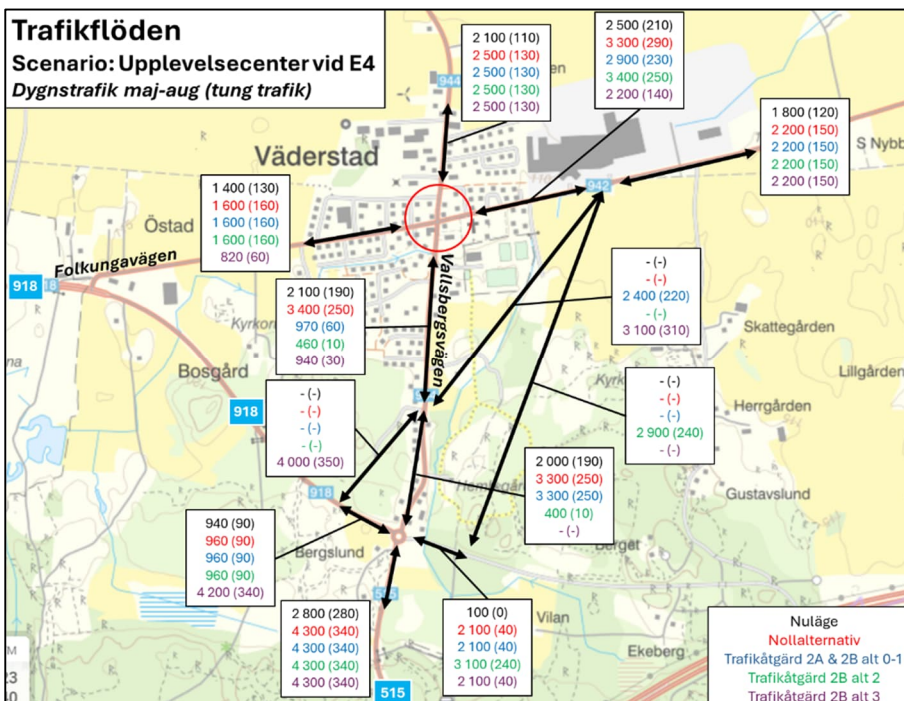 Trafikflöden
Scenario: Upplevelsecenter vid E4
Dygnstrafik maj-aug (tung trafik)
2 100 (110)
2 500 (130)
2 500 (130)
2 500 (130)
2 500 (130)
2 500 (210)
3 300 (290)
2 900 (230)
3 400 (250)
2 200 (140)
1 800 (120)
2 200 (150)
2 200 (150)
2 200 (150)
2 200 (150)
944
Väderstad
S Nybb
942
1 400 (130)
1 600 (160)
1 600 (160)
1 600 (160)
820 (60)
Östad
Folkungavägen
918
Vallsbergsvägen
2 100 (190)
3 400 (250)
970 (60)
460 (10)
940 (30)
- (-)
- (-)
2 400 (220)
- (-)
3 100 (310)
Kyrkor
Skattegården
Bosgård
Lillgården
918
- (-)
- (-)
- (-)
- (-)
4 000 (350)
- (-)
- (-)
- (-)
2 900 (240)
- (-)
Kyrk
Herrgården
2 000 (190)
3 300 (250)
3 300 (250)
400 (10)
- (-)
918
Gustavslund
940 (90)
960 (90)
960 (90)
960 (90)
4 200 (340)
Bergslund
Berget
2 800 (280)
4 300 (340)
4 300 (340)
4 300 (340)
4 300 (340)
100 (0)
2 100 (40)
2 100 (40)
3 100 (240)
2 100 (40)
Vilan
Ekeberg
515
Nuläge
Nollalternativ
Trafikåtgärd 2A & 2B alt 0-1
Trafikåtgärd 2B alt 2
Trafikåtgärd 2B alt 3